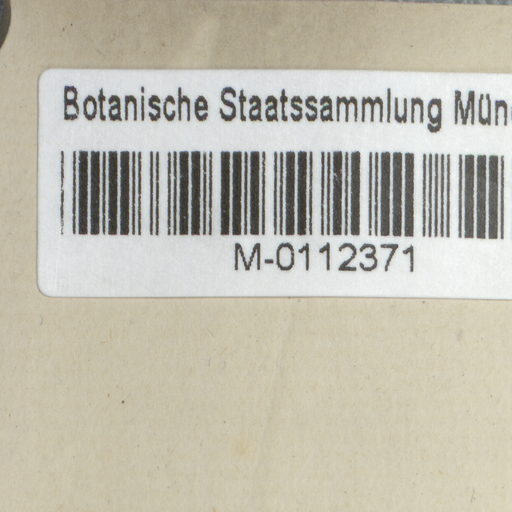 Botanische Staatssammlung Mün
M-0112371